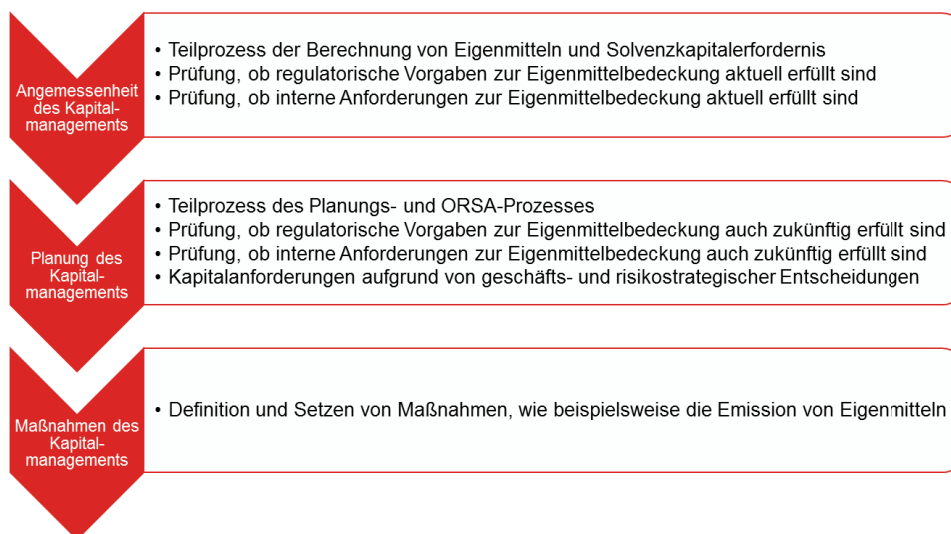 Angemessenheit
des Kapital-
managements
• Teilprozess der Berechnung von Eigenmitteln und Solvenzkapitalerfordernis
• Prüfung, ob regulatorische Vorgaben zur Eigenmittelbedeckung aktuell erfüllt sind
• Prüfung, ob interne Anforderungen zur Eigenmittelbedeckung aktuell erfüllt sind
Planung des
Kapital-
managements
• Teilprozess des Planungs- und ORSA-Prozesses
• Prüfung, ob regulatorische Vorgaben zur Eigenmittelbedeckung auch zukünftig erfüllt sind
• Prüfung, ob interne Anforderungen zur Eigenmittelbedeckung auch zukünftig erfüllt sind
• Kapitalanforderungen aufgrund von geschäfts- und risikostrategischer Entscheidungen
Maßnahmen des
Kapital-
managements
• Definition und Setzen von Maßnahmen, wie beispielsweise die Emission von Eigenmitteln